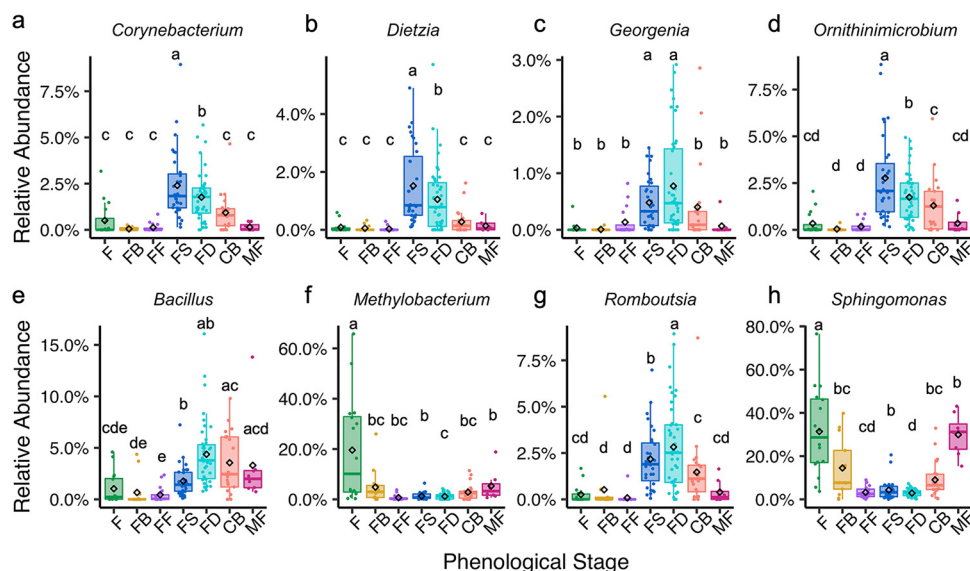 a Corynebacterium b Dietzia c Georgenia d Ornithinimicrobium
Relative Abundance
7.5%
5.0%
2.5%
0.0%
c c c a b c c
F FB FF FS FD CB MF
4.0%
2.0%
0.0%
c c c a b c c
F FB FF FS FD CB MF
3.0%
2.0%
1.0%
0.0%
b b b a a b b
F FB FF FS FD CB MF
7.5%
5.0%
2.5%
0.0%
cd d d a b c cd
F FB FF FS FD CB MF
e Bacillus f Methylobacterium g Romboutsia h Sphingomonas
Relative Abundance
15.0%
10.0%
5.0%
0.0%
cde de e b ab ac acd
F FB FF FS FD CB MF
60.0%
40.0%
20.0%
0.0%
a bc bc b c bc b
F FB FF FS FD CB MF
7.5%
5.0%
2.5%
0.0%
cd d d b a c cd
F FB FF FS FD CB MF
80.0%
60.0%
40.0%
20.0%
0.0%
a bc cd b d bc b
F FB FF FS FD CB MF
Phenological Stage